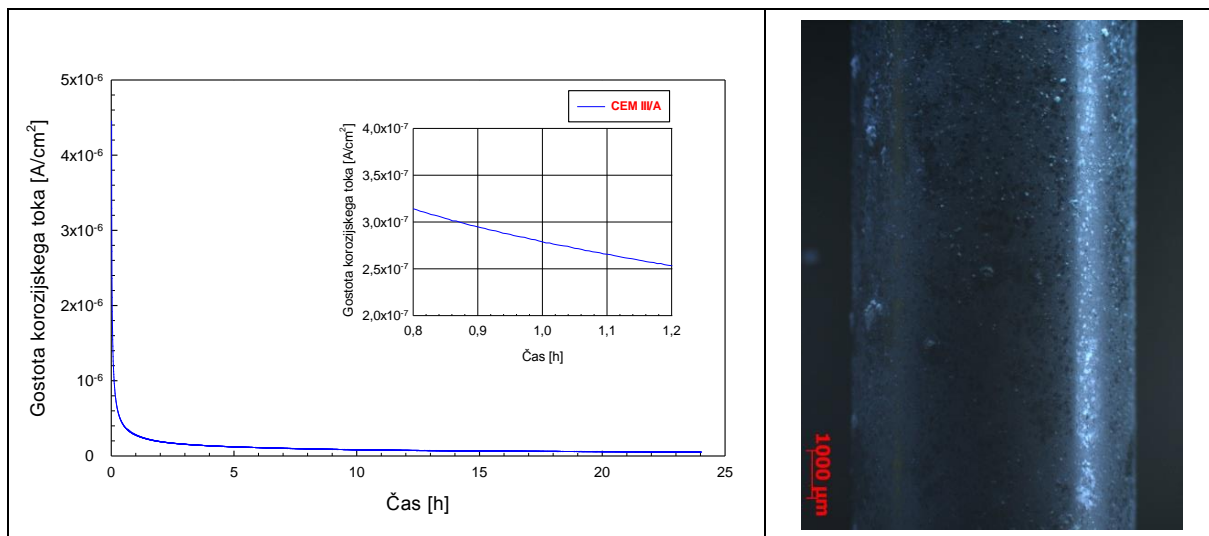 5x10⁻⁶
4x10⁻⁶
3x10⁻⁶
2x10⁻⁶
10⁻⁶
0
0 5 10 15 20 25
Gostota korozijskega toka [A/cm²]
Čas [h]
CEM III/A
4,0x10⁻⁷
3,5x10⁻⁷
3,0x10⁻⁷
2,5x10⁻⁷
2,0x10⁻⁷
0,8 0,9 1,0 1,1 1,2
Gostota korozijskega toka [A/cm²]
Čas [h]
1000 µm